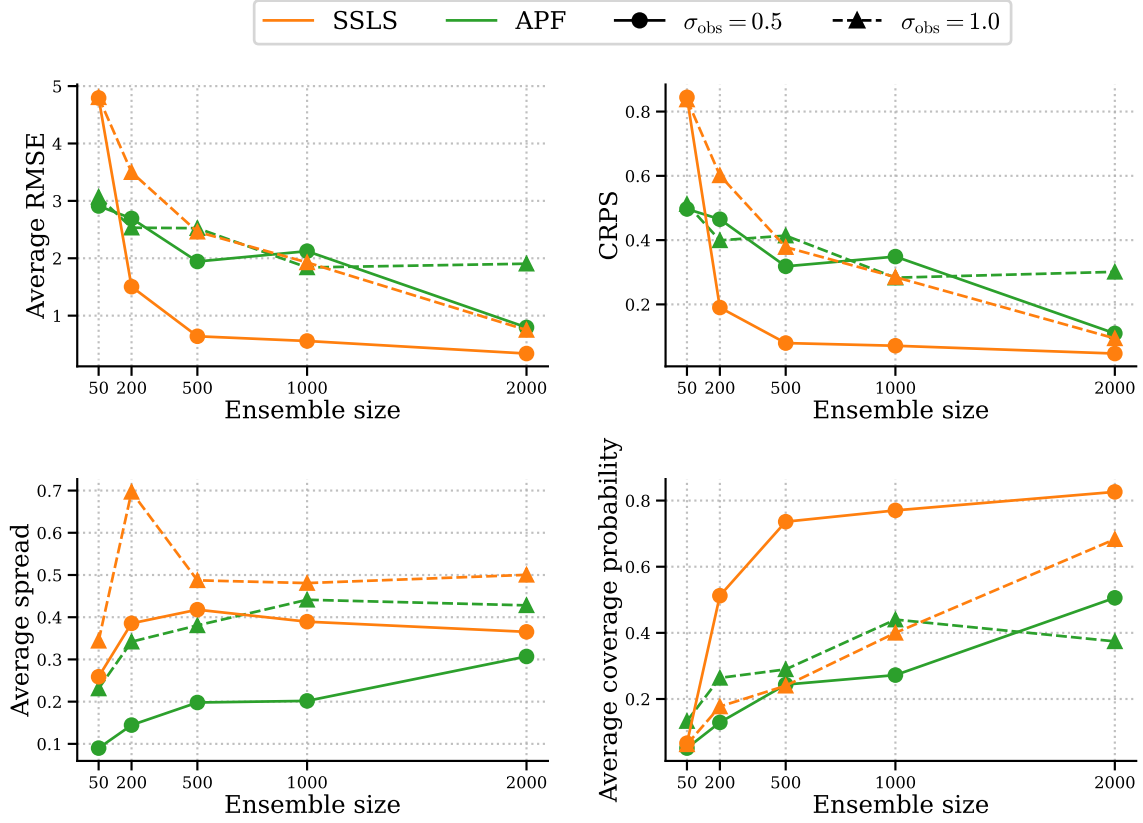 SSLS APF σ_obs = 0.5 σ_obs = 1.0
Average RMSE
5
4
3
2
1
50 200 500 1000 2000
Ensemble size
CRPS
0.8
0.6
0.4
0.2
50 200 500 1000 2000
Ensemble size
Average spread
0.7
0.6
0.5
0.4
0.3
0.2
0.1
50 200 500 1000 2000
Ensemble size
Average coverage probability
0.8
0.6
0.4
0.2
50 200 500 1000 2000
Ensemble size